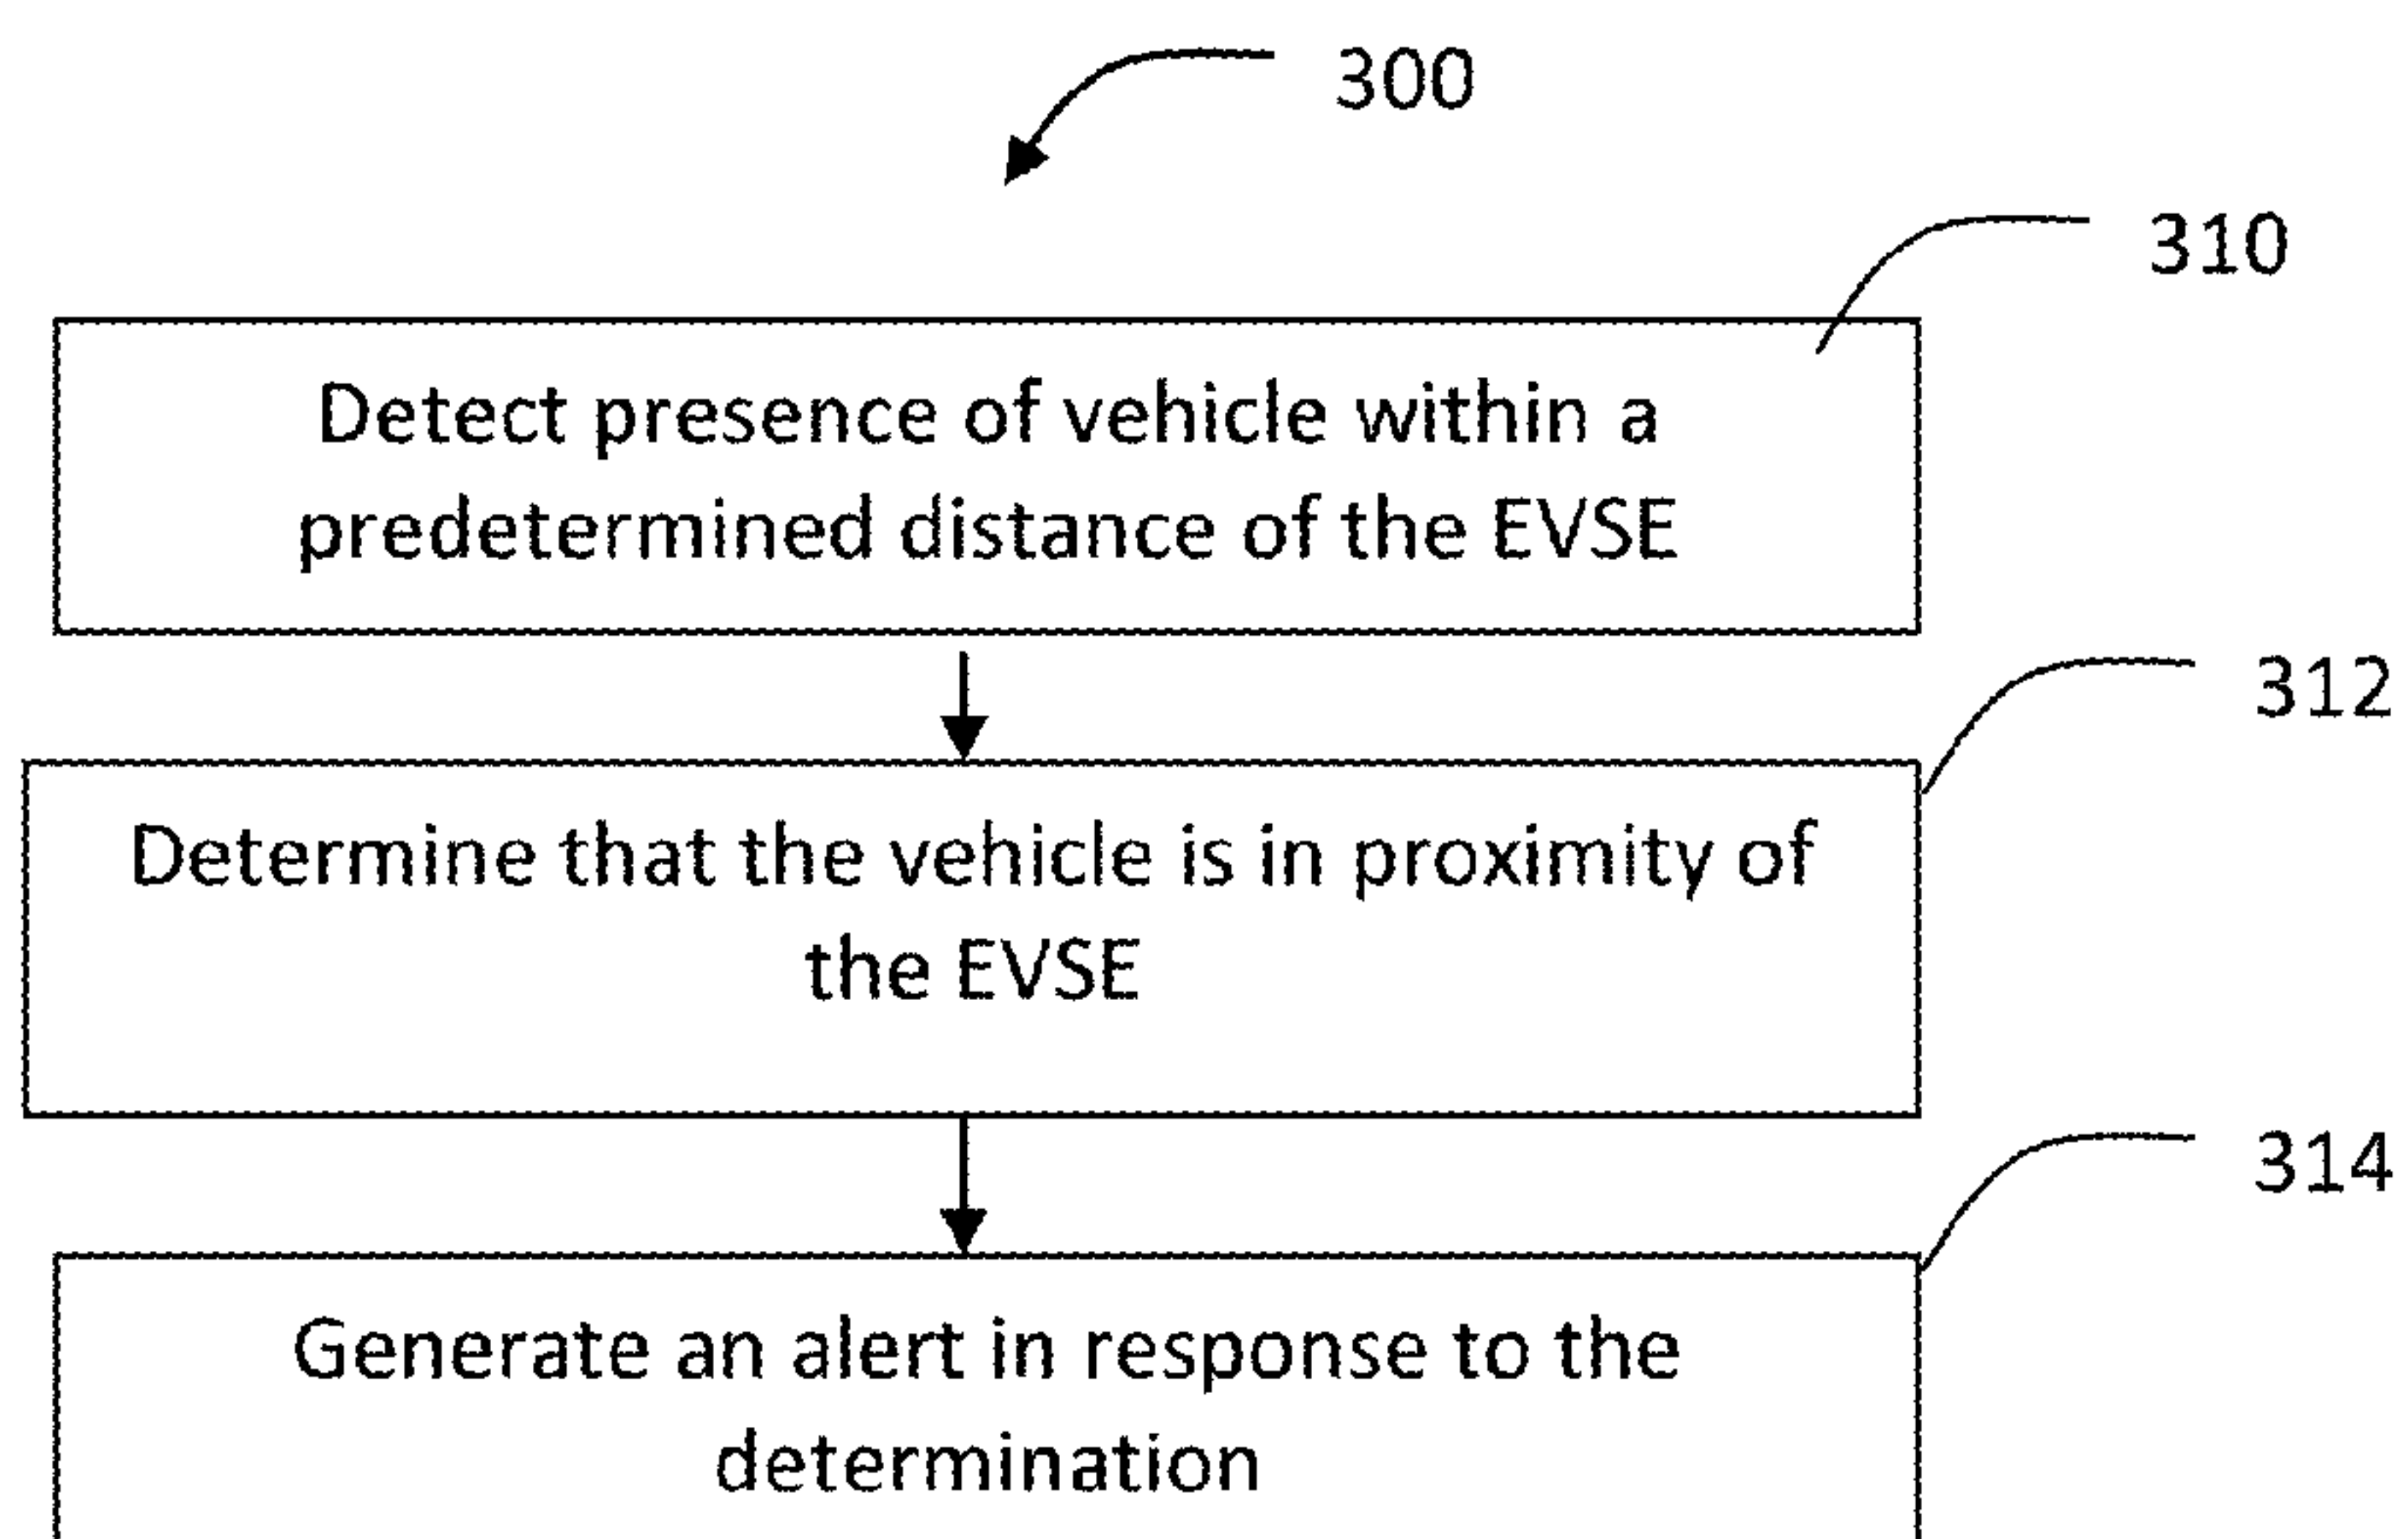 300
310
Detect presence of vehicle within a
predetermined distance of the EVSE
312
Determine that the vehicle is in proximity of
the EVSE
314
Generate an alert in response to the
determination